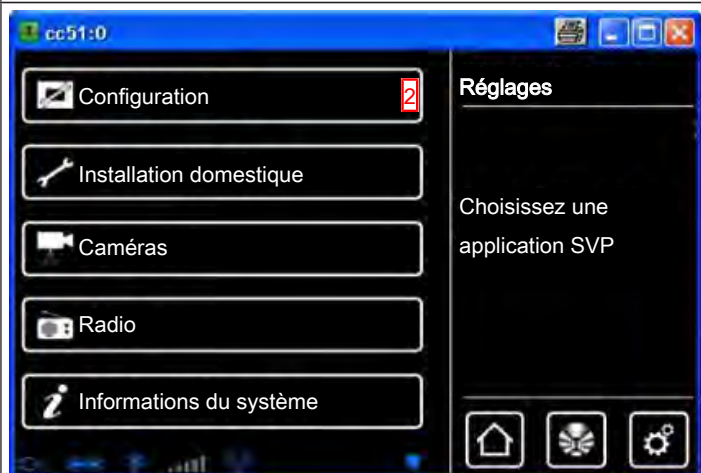 cc51:0
Configuration 2
Installation domestique
Caméras
Radio
Informations du système
Réglages
Choisissez une
application SVP